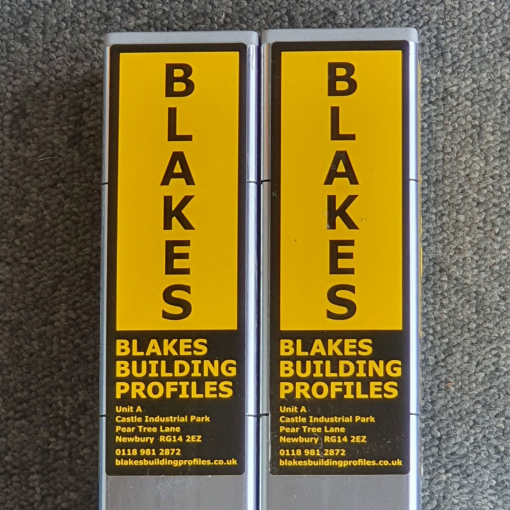 BLAKES
BLAKES
BUILDING
PROFILES
Unit A
Castle Industrial Park
Pear Tree Lane
Newbury RG14 2EZ
0118 981 2872
blakesbuildingprofiles.co.uk
BLAKES
BLAKES
BUILDING
PROFILES
Unit A
Castle Industrial Park
Pear Tree Lane
Newbury RG14 2EZ
0118 981 2872
blakesbuildingprofiles.co.uk